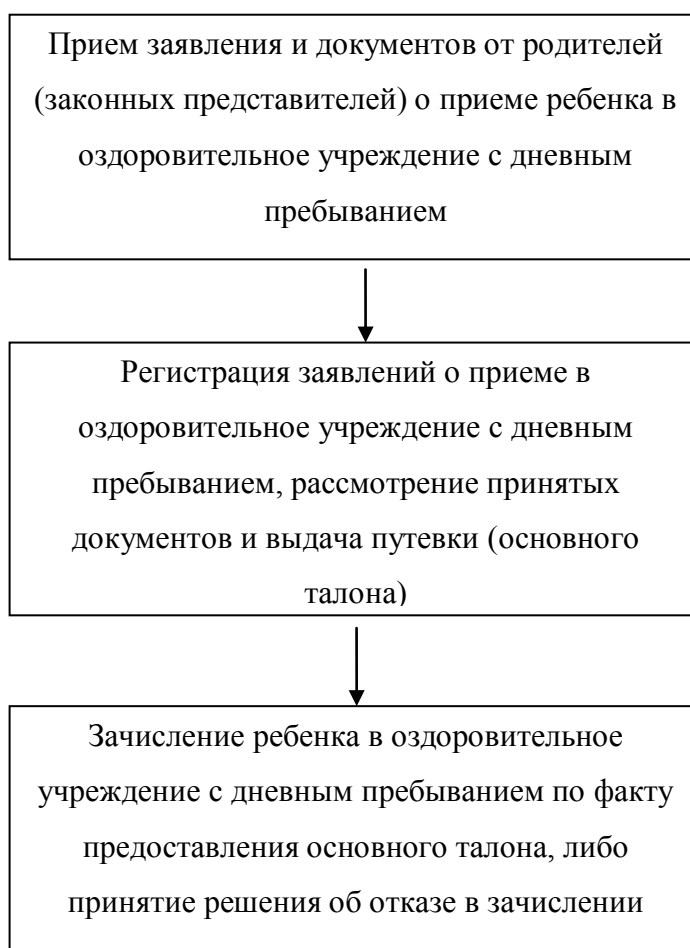 Прием заявления и документов от родителей
(законных представителей) о приеме ребенка в
оздоровительное учреждение с дневным
пребыванием
Регистрация заявлений о приеме в
оздоровительное учреждение с дневным
пребыванием, рассмотрение принятых
документов и выдача путевки (основного
талона)
Зачисление ребенка в оздоровительное
учреждение с дневным пребыванием по факту
предоставления основного талона, либо
принятие решения об отказе в зачислении